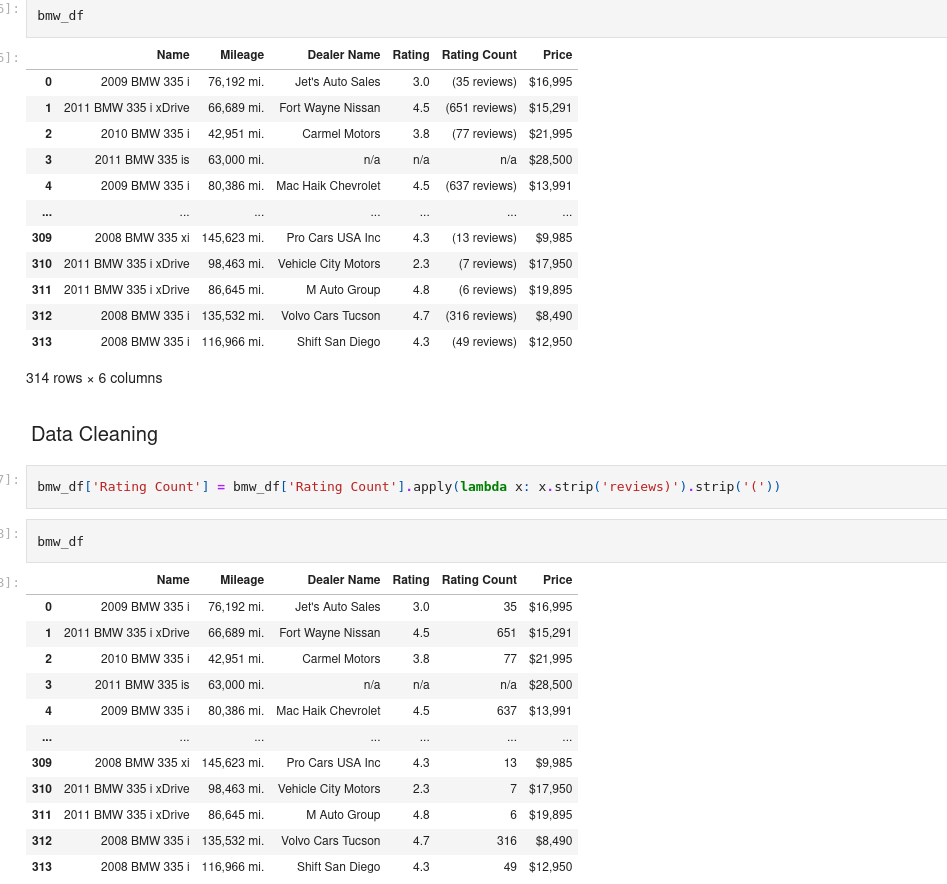 5]:
bmw_df
6]:
Name Mileage Dealer Name Rating Rating Count Price
0 2009 BMW 335 i 76,192 mi. Jet's Auto Sales 3.0 (35 reviews) $16,995
1 2011 BMW 335 i xDrive 66,689 mi. Fort Wayne Nissan 4.5 (651 reviews) $15,291
2 2010 BMW 335 i 42,951 mi. Carmel Motors 3.8 (77 reviews) $21,995
3 2011 BMW 335 is 63,000 mi. n/a n/a n/a $28,500
4 2009 BMW 335 i 80,386 mi. Mac Haik Chevrolet 4.5 (637 reviews) $13,991
... ... ... ... ... ... ...
309 2008 BMW 335 xi 145,623 mi. Pro Cars USA Inc 4.3 (13 reviews) $9,985
310 2011 BMW 335 i xDrive 98,463 mi. Vehicle City Motors 2.3 (7 reviews) $17,950
311 2011 BMW 335 i xDrive 86,645 mi. M Auto Group 4.8 (6 reviews) $19,895
312 2008 BMW 335 i 135,532 mi. Volvo Cars Tucson 4.7 (316 reviews) $8,490
313 2008 BMW 335 i 116,966 mi. Shift San Diego 4.3 (49 reviews) $12,950
314 rows × 6 columns
Data Cleaning
7]:
bmw_df['Rating Count'] = bmw_df['Rating Count'].apply(lambda x: x.strip('reviews)').strip('('))
8]:
bmw_df
8]:
Name Mileage Dealer Name Rating Rating Count Price
0 2009 BMW 335 i 76,192 mi. Jet's Auto Sales 3.0 35 $16,995
1 2011 BMW 335 i xDrive 66,689 mi. Fort Wayne Nissan 4.5 651 $15,291
2 2010 BMW 335 i 42,951 mi. Carmel Motors 3.8 77 $21,995
3 2011 BMW 335 is 63,000 mi. n/a n/a n/a $28,500
4 2009 BMW 335 i 80,386 mi. Mac Haik Chevrolet 4.5 637 $13,991
... ... ... ... ... ... ...
309 2008 BMW 335 xi 145,623 mi. Pro Cars USA Inc 4.3 13 $9,985
310 2011 BMW 335 i xDrive 98,463 mi. Vehicle City Motors 2.3 7 $17,950
311 2011 BMW 335 i xDrive 86,645 mi. M Auto Group 4.8 6 $19,895
312 2008 BMW 335 i 135,532 mi. Volvo Cars Tucson 4.7 316 $8,490
313 2008 BMW 335 i 116,966 mi. Shift San Diego 4.3 49 $12,950